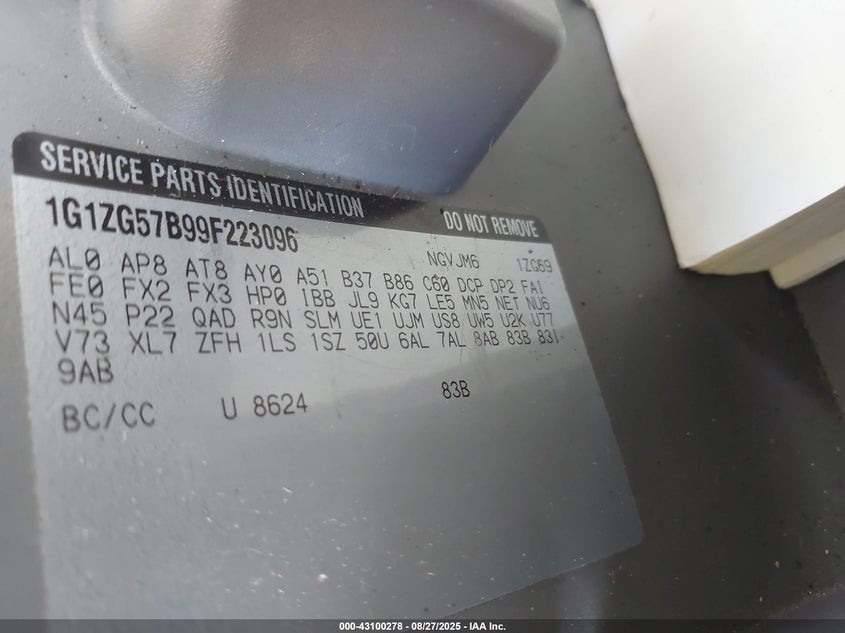 SERVICE PARTS IDENTIFICATION DO NOT REMOVE
1G1ZG57B99F223096
NGVJM6 1ZG69
AL0 AP8 AT8 AY0 A51 B37 B86 C60 DCP DP2 FAI
FE0 FX2 FX3 HP0 IBB JL9 KG7 LE5 MN5 NET NU6
N45 P22 QAD R9N SLM UE1 UJM US8 UW5 U2K U77
V73 XL7 ZFH 1LS 1SZ 50U 6AL 7AL 8AB 83B 83I
9AB
BC/CC U 8624 83B
000-43100278 - 08/27/2025 - IAA Inc.